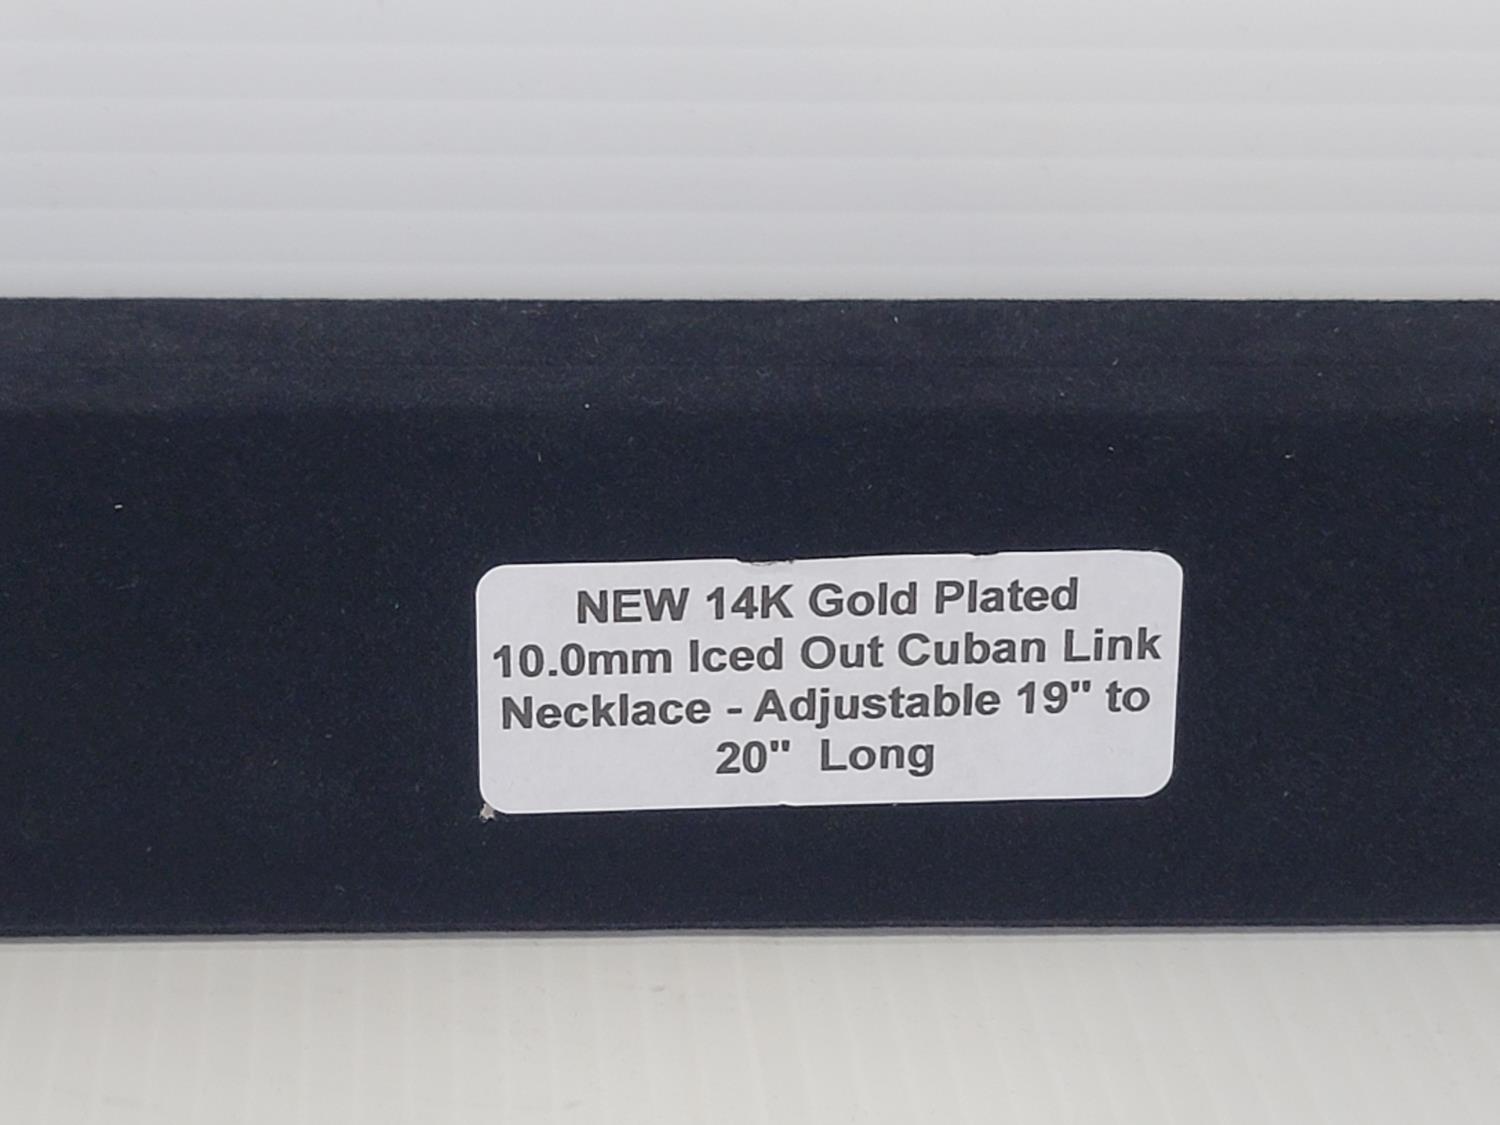 NEW 14K Gold Plated
10.0mm Iced Out Cuban Link
Necklace - Adjustable 19" to
20"  Long